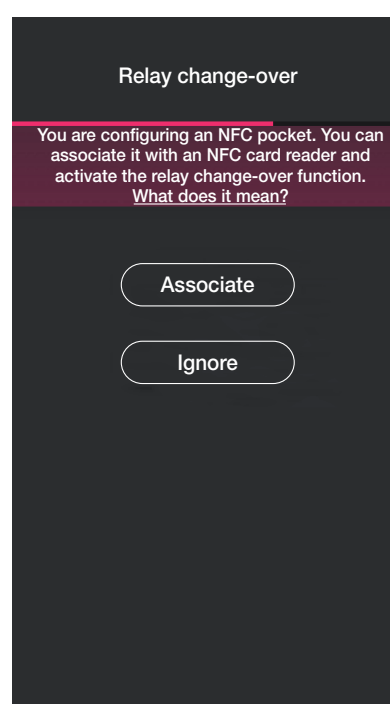 Relay change-over
You are configuring an NFC pocket. You can
associate it with an NFC card reader and
activate the relay change-over function.
What does it mean?
Associate
Ignore